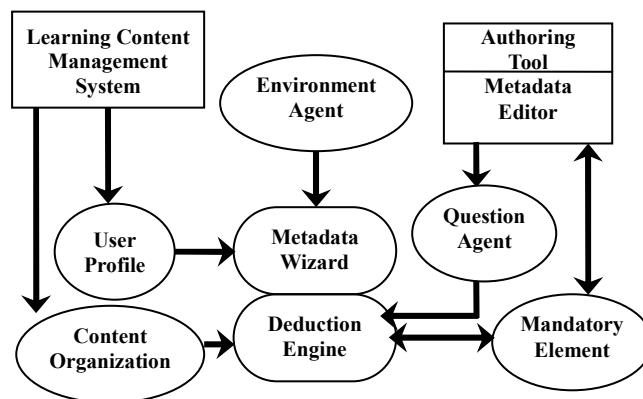 Learning Content
Management
System
Environment
Agent
Authoring
Tool
Metadata
Editor
User
Profile
Metadata
Wizard
Question
Agent
Content
Organization
Deduction
Engine
Mandatory
Element